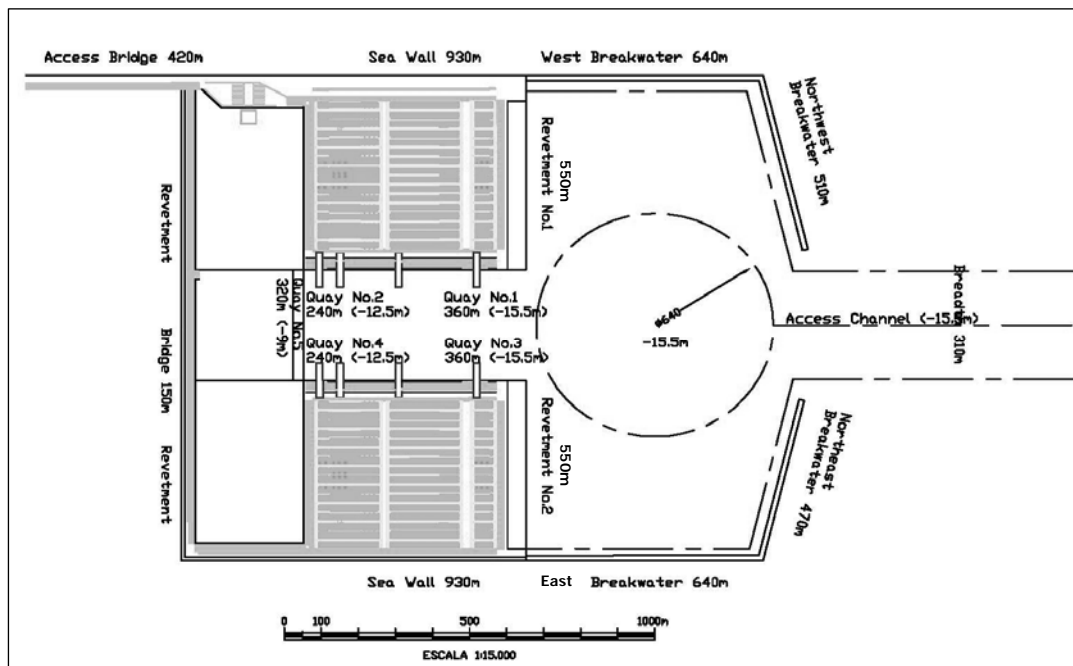 Access Bridge 420m
Sea Wall 930m
West Breakwater 640m
Northwest
Breakwater 510m
Revetment
Revetment No.1
550m
Quay No.5
320m (-9m)
Quay No.2
240m (-12.5m)
Quay No.1
360m (-15.5m)
Quay No.4
240m (-12.5m)
Quay No.3
360m (-15.5m)
ø640
-15.5m
Access Channel (-15.5m)
Breadth 310m
Bridge 150m
Revetment
Revetment No.2
550m
Northeast
Breakwater 470m
Sea Wall 930m
East Breakwater 640m
0 100 500 1000m
ESCALA 1:15.000